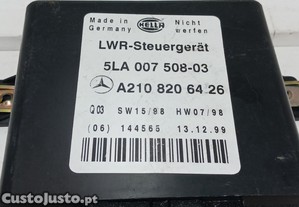 Made in
Germany
HELLA
Nicht
werfen
LWR-Steuergerät
5LA 007 508-03
A210 820 64 26
Q03 SW15/98 HW07/98
(06) 144565 13.12.99
CustoJusto.pt